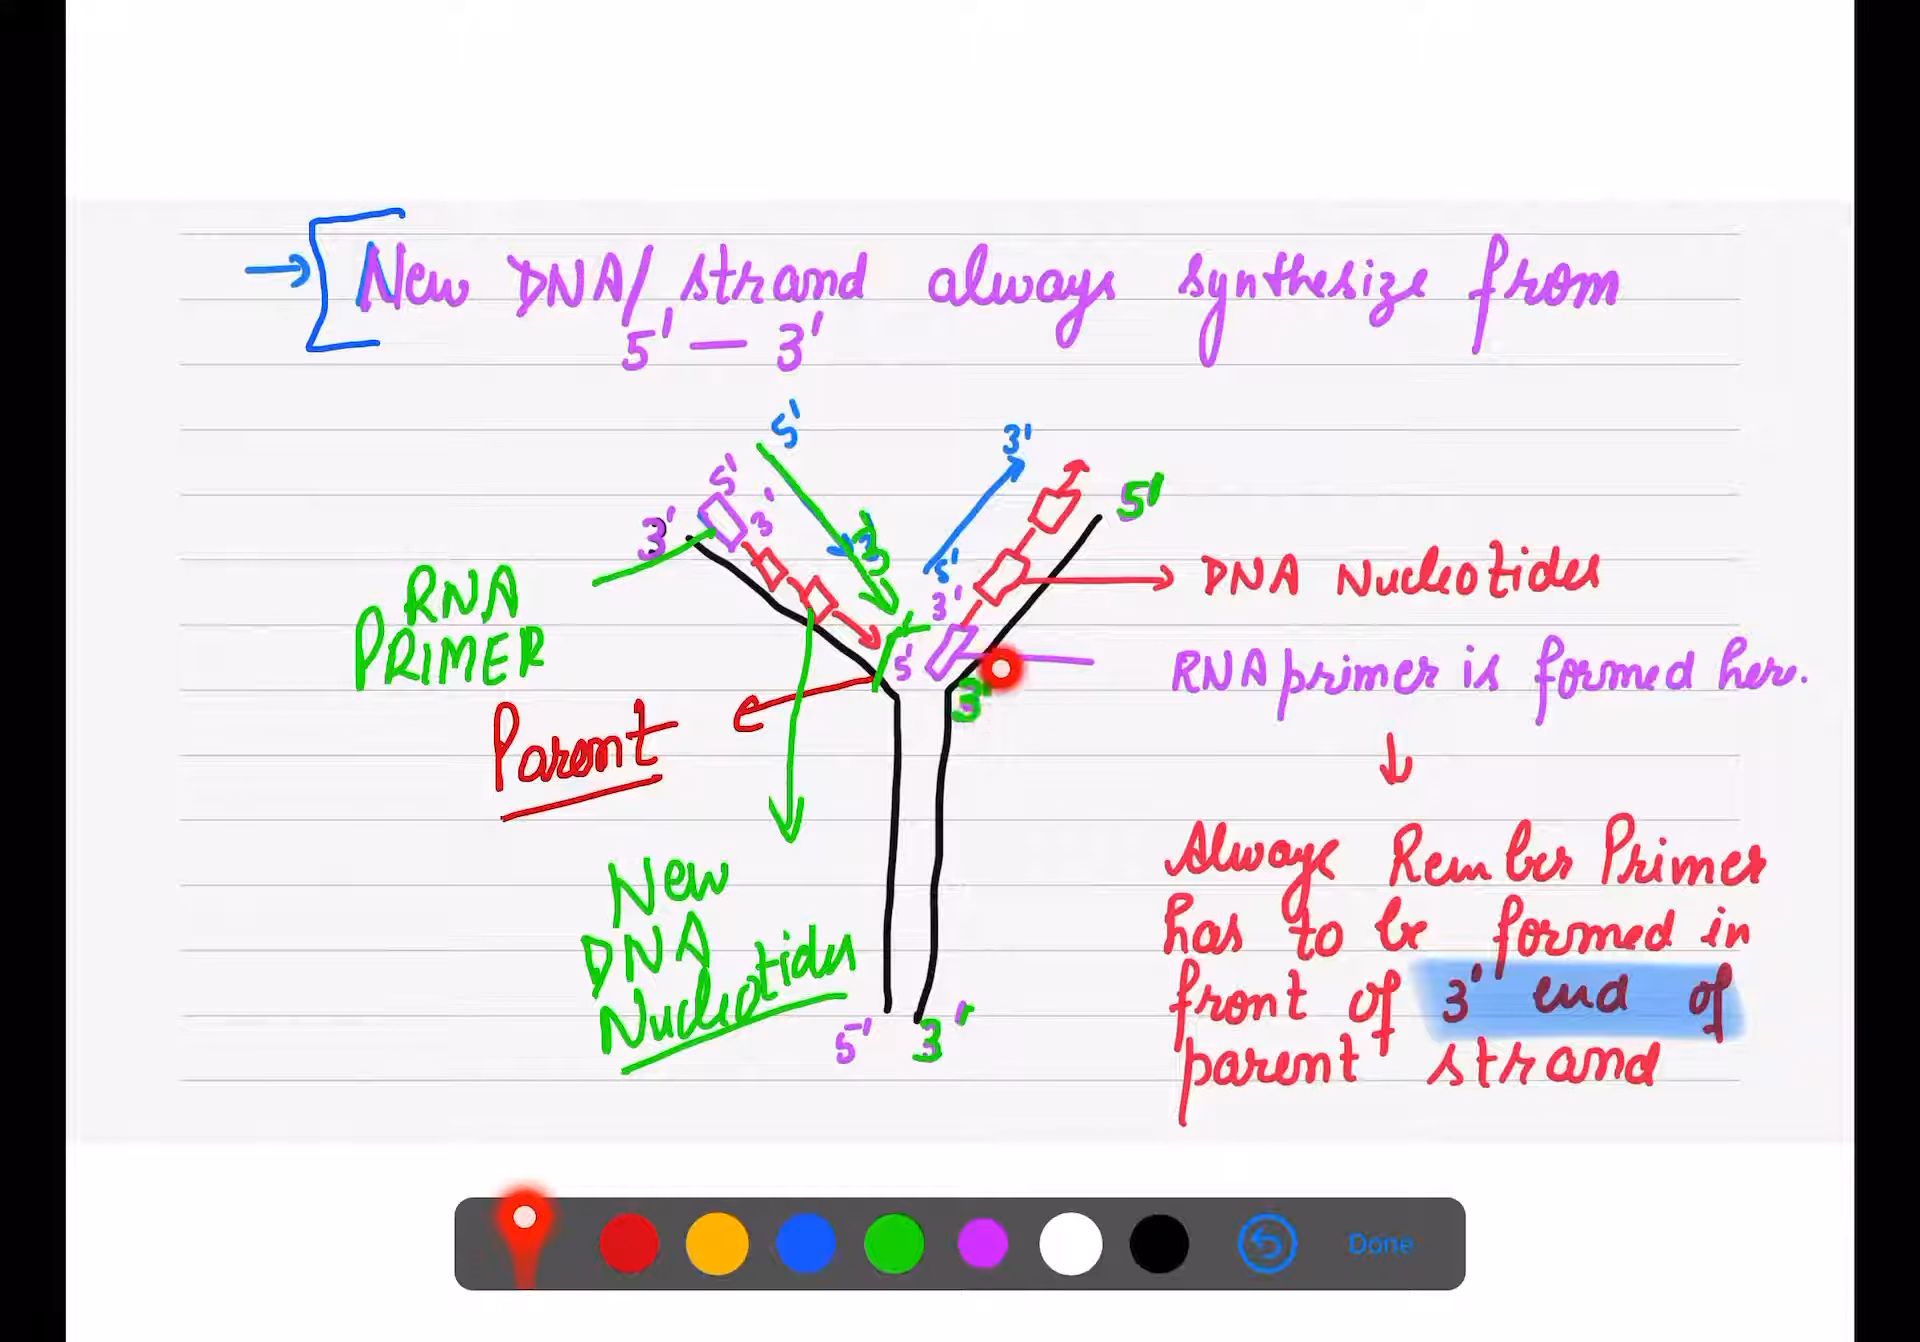 → New DNA/ strand always synthesize from
5' — 3'
5'
3'
5'
3'
3'
5'
3
5'
3'
RNA
PRIMER
5'
3'
→ DNA Nucleotides
RNA primer is formed here.
Parent
↓
New
DNA
Nucleotides
Always Remember Primer
has to be formed in
front of 3' end of
parent strand
5'
3'
Done